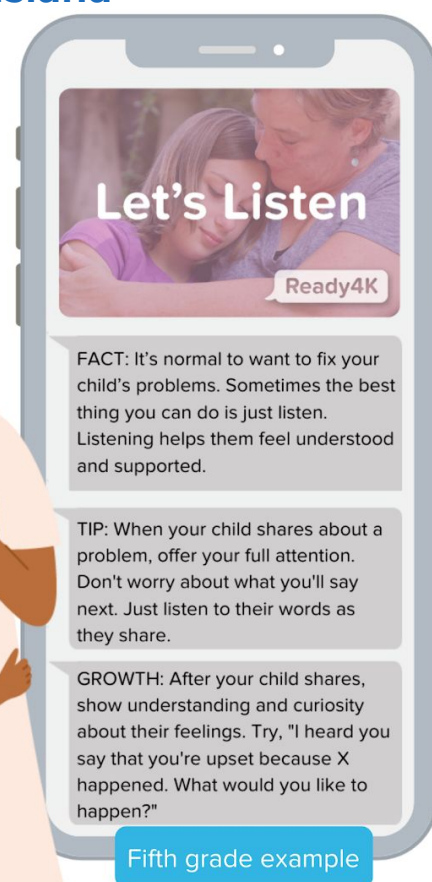 Let's Listen
Ready4K
FACT: It's normal to want to fix your
child's problems. Sometimes the best
thing you can do is just listen.
Listening helps them feel understood
and supported.
TIP: When your child shares about a
problem, offer your full attention.
Don't worry about what you'll say
next. Just listen to their words as
they share.
GROWTH: After your child shares,
show understanding and curiosity
about their feelings. Try, "I heard you
say that you're upset because X
happened. What would you like to
happen?"
Fifth grade example